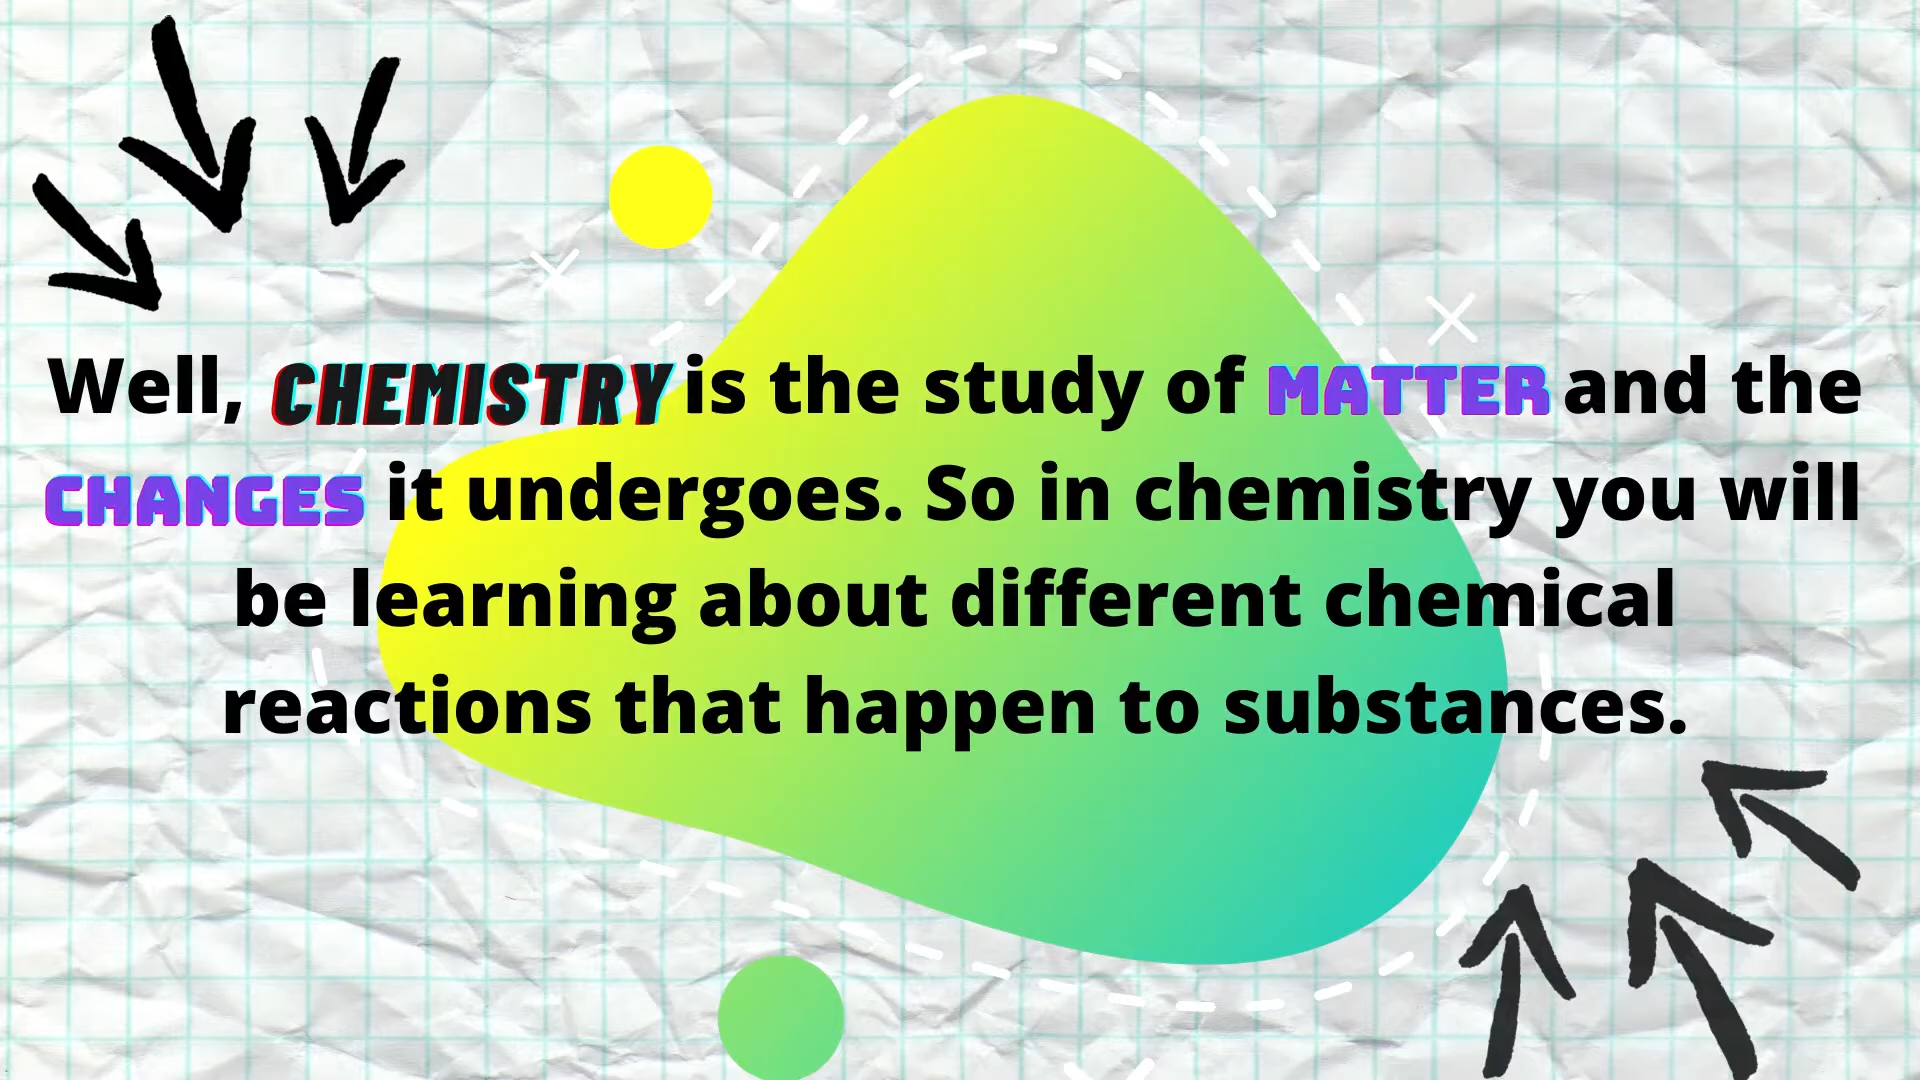 Well, CHEMISTRY is the study of MATTER and the
CHANGES it undergoes. So in chemistry you will
be learning about different chemical
reactions that happen to substances.